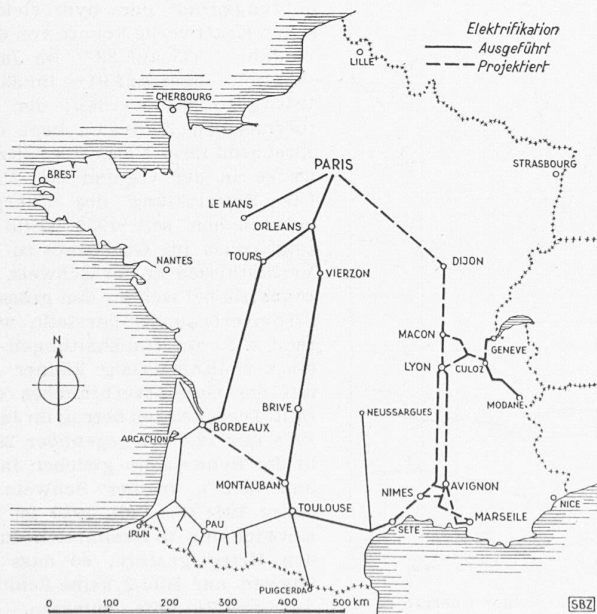 Elektrifikation
Ausgeführt
Projektiert
LILLE
CHERBOURG
PARIS
STRASBOURG
BREST
LE MANS
ORLEANS
TOURS
NANTES
VIERZON
DIJON
MACON
GENEVE
LYON
CULOZ
MODANE
BRIVE
NEUSSARGUES
BORDEAUX
ARCACHON
MONTAUBAN
AVIGNON
NIMES
NICE
TOULOUSE
IRUN
PAU
SETE
MARSEILE
PUIGCERDA
0 100 200 300 400 500 km
SBZ